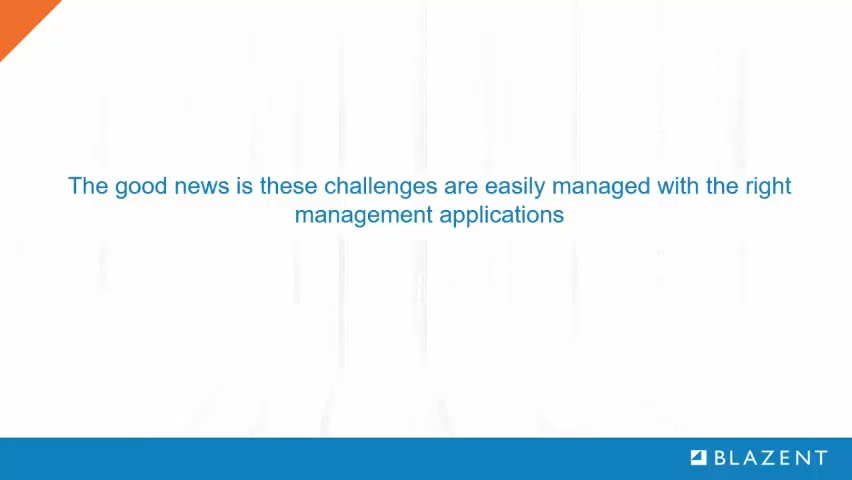 The good news is these challenges are easily managed with the right
management applications
BLAZENT